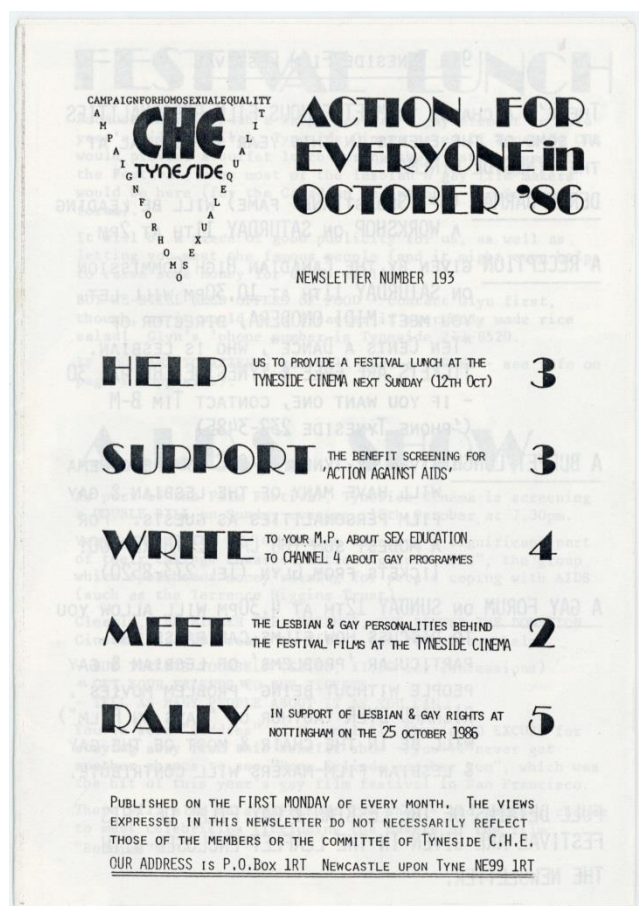 CAMPAIGNFORHOMOSEXUALEQUALITY
CHE
TYNESIDE
CAMPAIGNFORHOMOSEXUALEQUALITY
ACTION FOR
EVERYONE in
OCTOBER '86
NEWSLETTER NUMBER 193
HELP US TO PROVIDE A FESTIVAL LUNCH AT THE
TYNESIDE CINEMA NEXT SUNDAY (12TH OCT) 3
SUPPORT THE BENEFIT SCREENING FOR
'ACTION AGAINST AIDS' 3
WRITE TO YOUR M.P. ABOUT SEX EDUCATION
TO CHANNEL 4 ABOUT GAY PROGRAMMES 4
MEET THE LESBIAN & GAY PERSONALITIES BEHIND
THE FESTIVAL FILMS AT THE TYNESIDE CINEMA 2
RALLY IN SUPPORT OF LESBIAN & GAY RIGHTS AT
NOTTINGHAM ON THE 25 OCTOBER 1986 5
PUBLISHED ON THE FIRST MONDAY OF EVERY MONTH. THE VIEWS
EXPRESSED IN THIS NEWSLETTER DO NOT NECESSARILY REFLECT
THOSE OF THE MEMBERS OR THE COMMITTEE OF TYNESIDE C.H.E.
OUR ADDRESS IS P.O.BOX 1RT NEWCASTLE UPON TYNE NE99 1RT